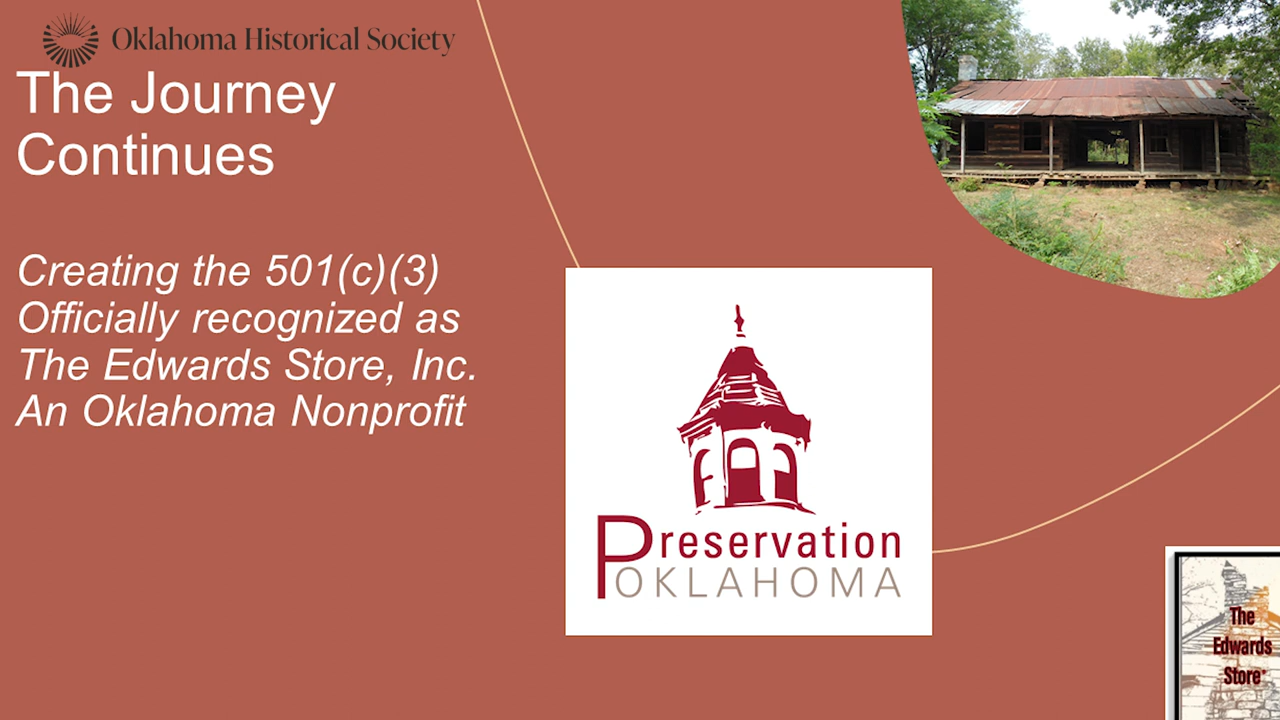 Oklahoma Historical Society
The Journey
Continues
Creating the 501(c)(3)
Officially recognized as
The Edwards Store, Inc.
An Oklahoma Nonprofit
Preservation
OKLAHOMA
The
Edwards
Store